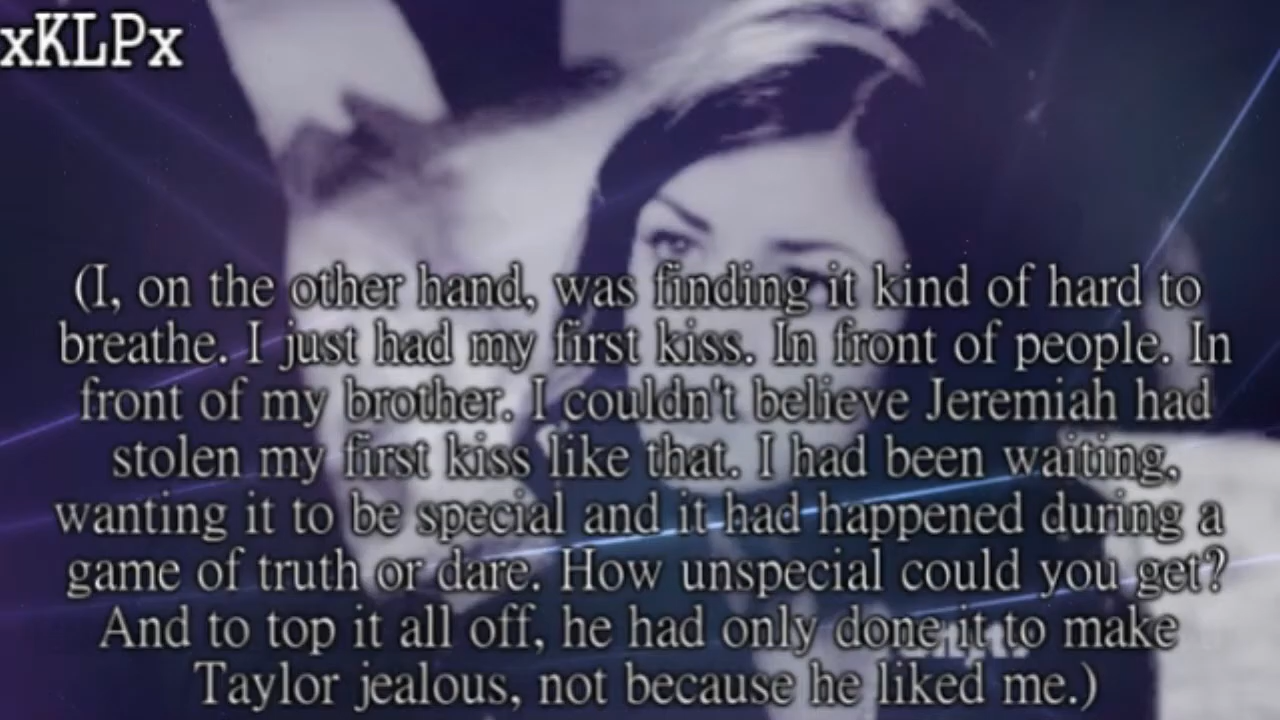 xKLPx
(I, on the other hand, was finding it kind of hard to
breathe. I just had my first kiss. In front of people. In
front of my brother. I couldn't believe Jeremiah had
stolen my first kiss like that. I had been waiting,
wanting it to be special and it had happened during a
game of truth or dare. How unspecial could you get?
And to top it all off, he had only done it to make
Taylor jealous, not because he liked me.)